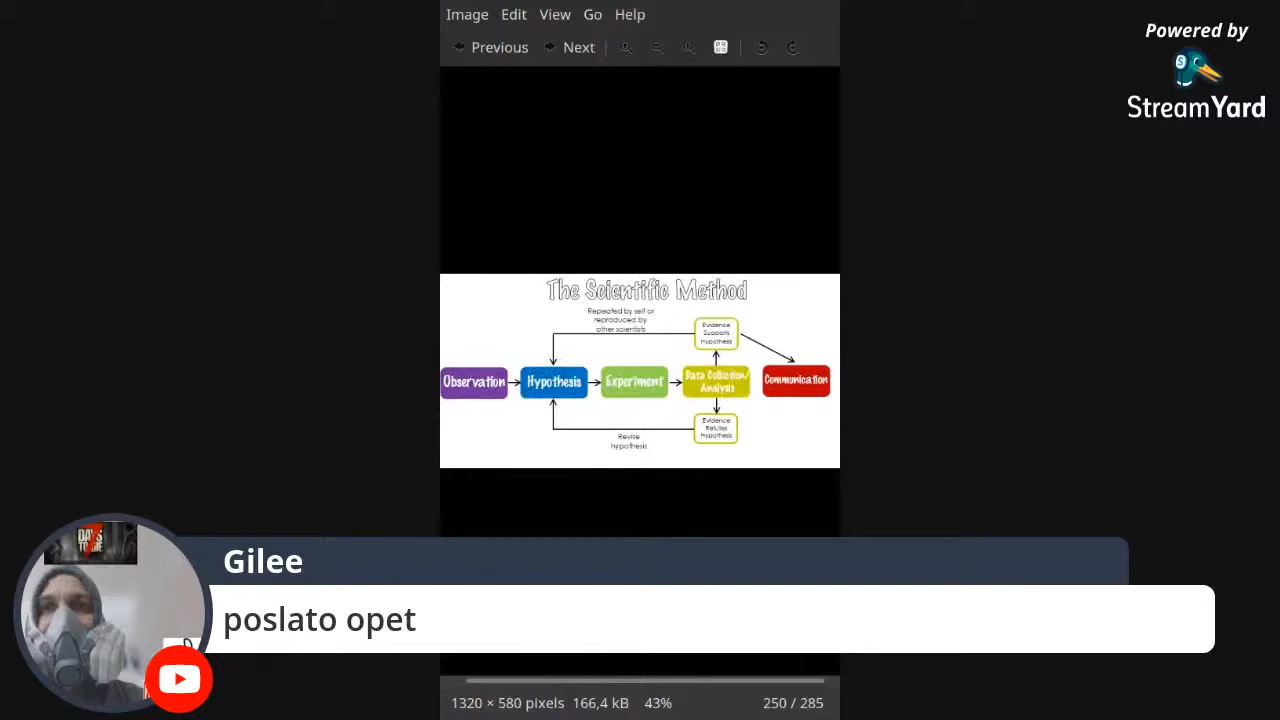 Image Edit View Go Help
Previous Next
Powered by
StreamYard
The Scientific Method
Repeated by self or
reproduced by
other scientists
Evidence
Supports
Hypothesis
Observation
Hypothesis
Experiment
Data Collection/
Analysis
Communication
Evidence
Refutes
Hypothesis
Revise
hypothesis
Gilee
poslato opet
1320 × 580 pixels 166,4 kB 43% 250 / 285